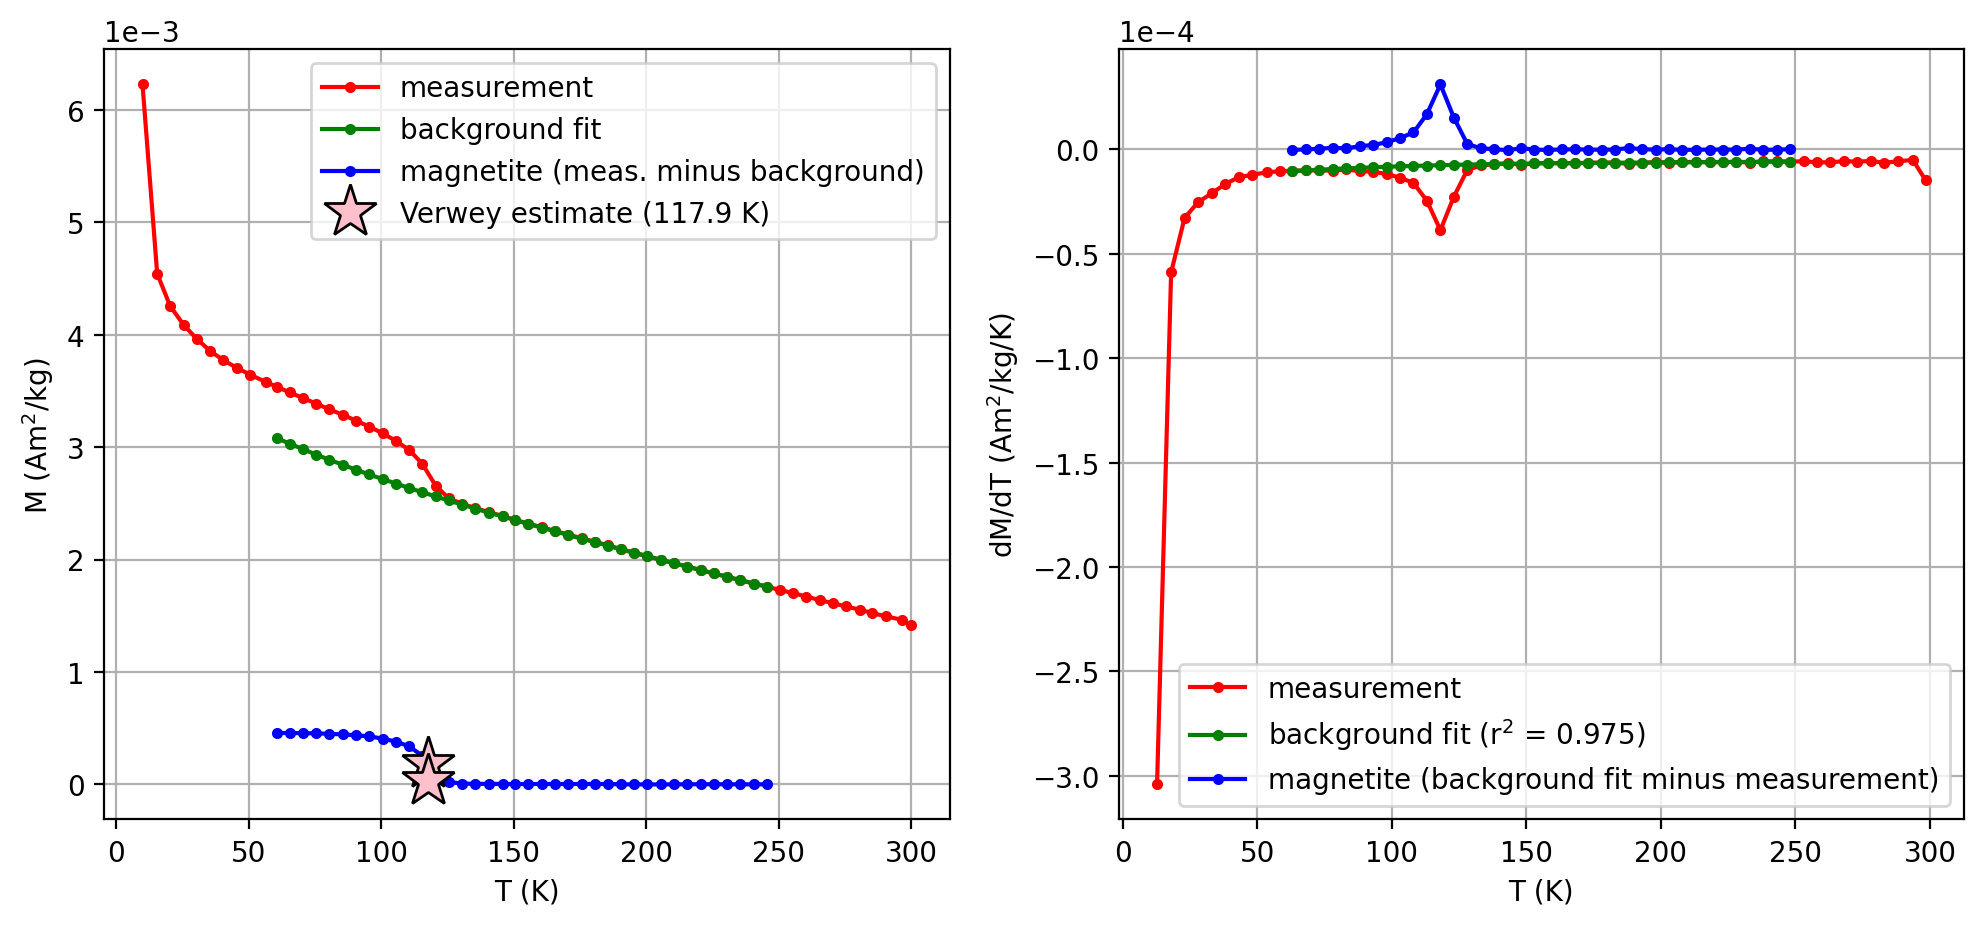 1e−3
measurement
background fit
magnetite (meas. minus background)
Verwey estimate (117.9 K)
6
5
4
3
2
1
0
M (Am²/kg)
0 50 100 150 200 250 300
T (K)
1e−4
0.0
−0.5
−1.0
−1.5
−2.0
−2.5
−3.0
dM/dT (Am²/kg/K)
measurement
background fit (r² = 0.975)
magnetite (background fit minus measurement)
0 50 100 150 200 250 300
T (K)